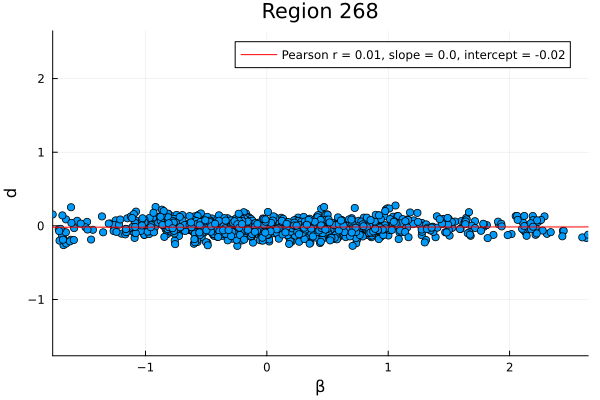 Region 268
Pearson r = 0.01, slope = 0.0, intercept = -0.02
2
1
0
−1
d
−1
0
1
2
β